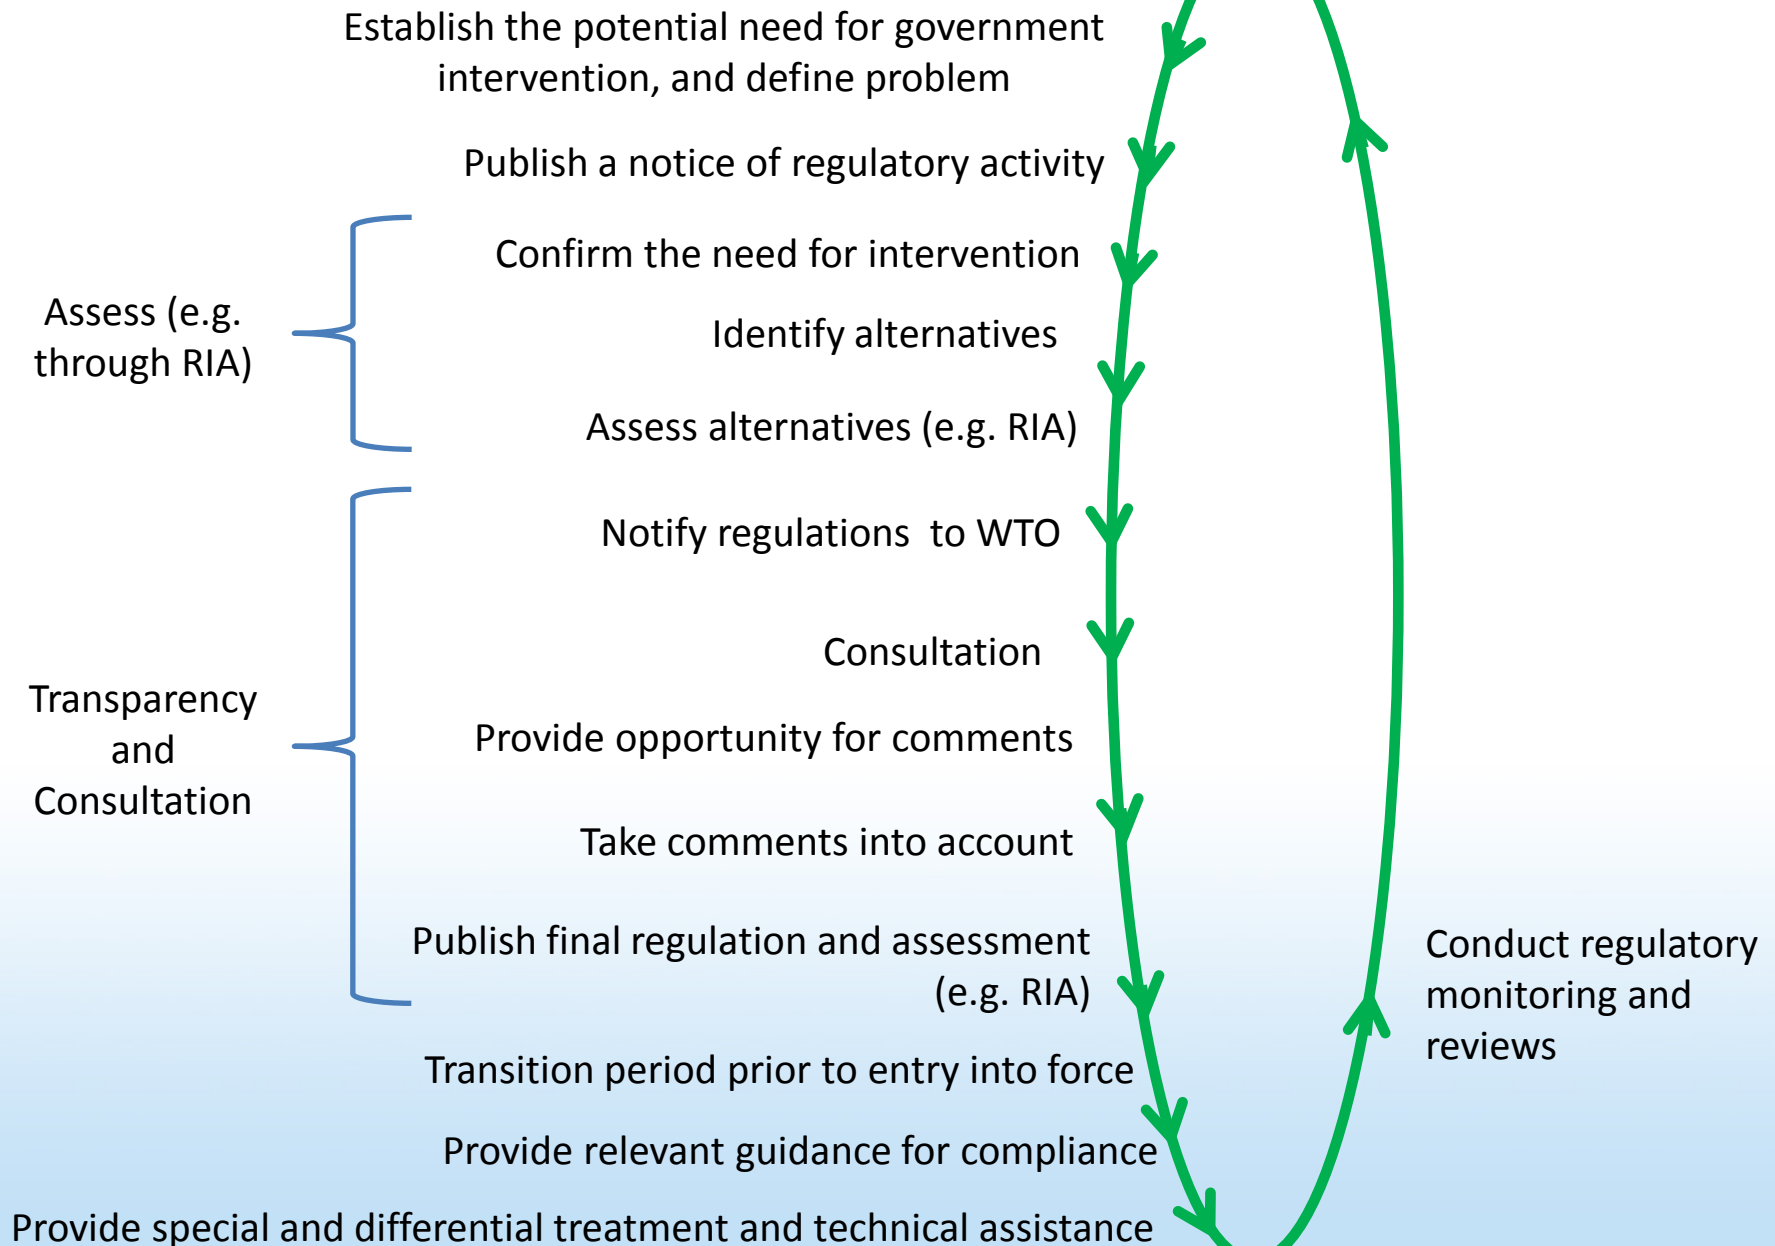 Establish the potential need for government
intervention, and define problem
Publish a notice of regulatory activity
Assess (e.g.
through RIA)
Confirm the need for intervention
Identify alternatives
Assess alternatives (e.g. RIA)
Transparency
and
Consultation
Notify regulations  to WTO
Consultation
Provide opportunity for comments
Take comments into account
Publish final regulation and assessment
(e.g. RIA)
Transition period prior to entry into force
Provide relevant guidance for compliance
Provide special and differential treatment and technical assistance
Conduct regulatory
monitoring and
reviews